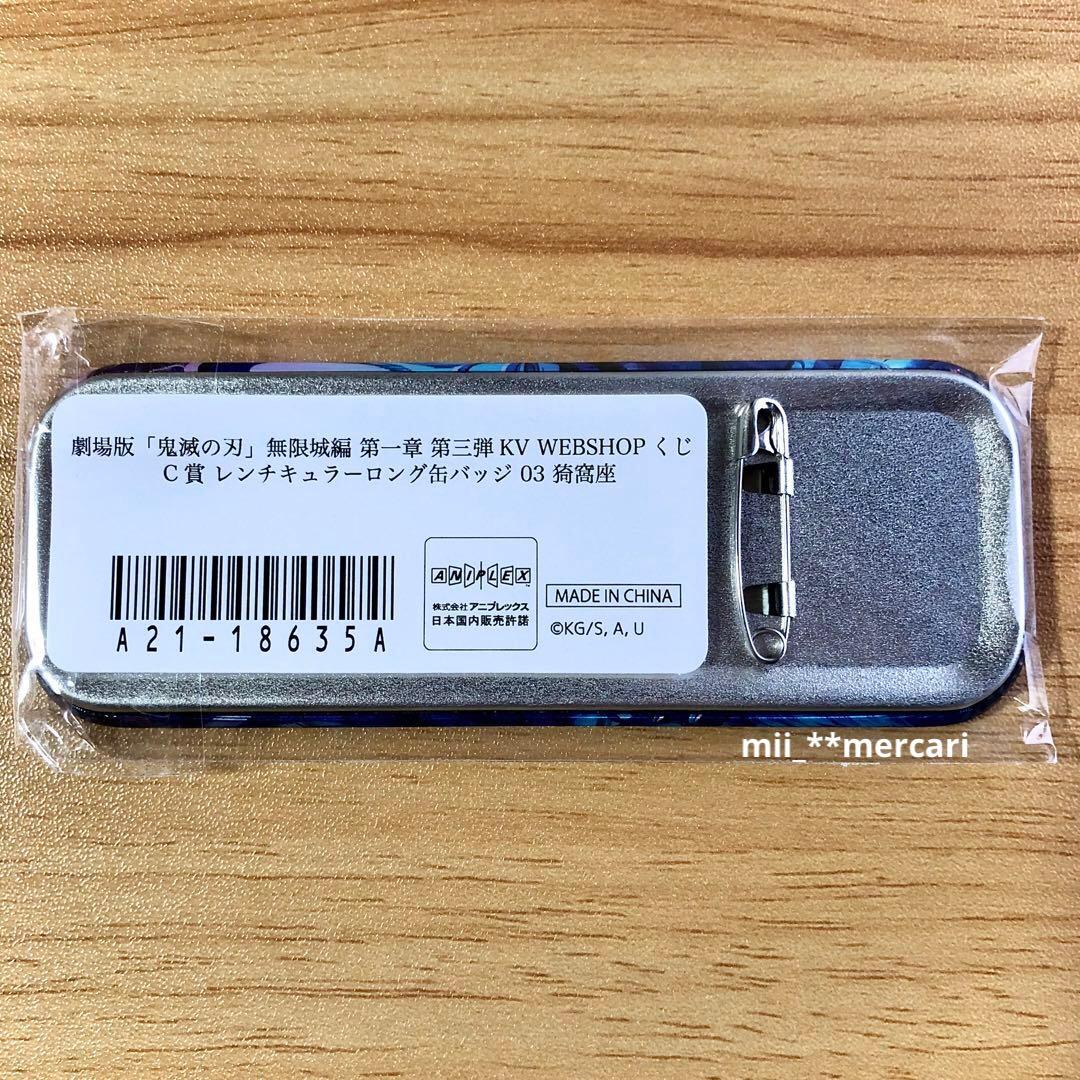 劇場版「鬼滅の刃」無限城編 第一章 第三弾 KV WEBSHOP くじ
C 賞 レンチキュラーロング缶バッジ 03 猗窩座
A21-18635A
ANIPLEX
株式会社 アニプレックス
日本国内販売許諾
MADE IN CHINA
©KG/S, A, U
mii_**mercari